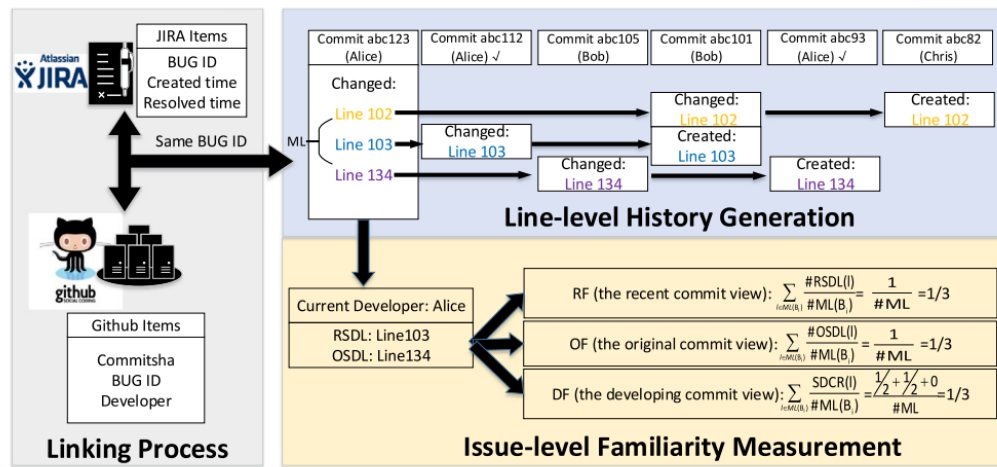 Atlassian
JIRA
JIRA Items
BUG ID
Created time
Resolved time
Same BUG ID
github
SOCIAL CODING
Github Items
Commitsha
BUG ID
Developer
Linking Process
Commit abc123
(Alice)
Commit abc112
(Alice) √
Commit abc105
(Bob)
Commit abc101
(Bob)
Commit abc93
(Alice) √
Commit abc82
(Chris)
Changed:
ML
Line 102
Line 103
Line 134
Changed:
Line 102
Created:
Line 102
Changed:
Line 103
Created:
Line 103
Changed:
Line 134
Created:
Line 134
Line-level History Generation
Current Developer: Alice
RSDL: Line103
OSDL: Line134
RF (the recent commit view): ∑ l∈ML(Bi) #RSDL(l) / #ML(Bi) = 1 / #ML =1/3
OF (the original commit view): ∑ l∈ML(Bi) #OSDL(l) / #ML(Bi) = 1 / #ML =1/3
DF (the developing commit view): ∑ l∈ML(Bi) SDCR(l) / #ML(Bi) = 1/2 + 1/2 +0 / #ML =1/3
Issue-level Familiarity Measurement